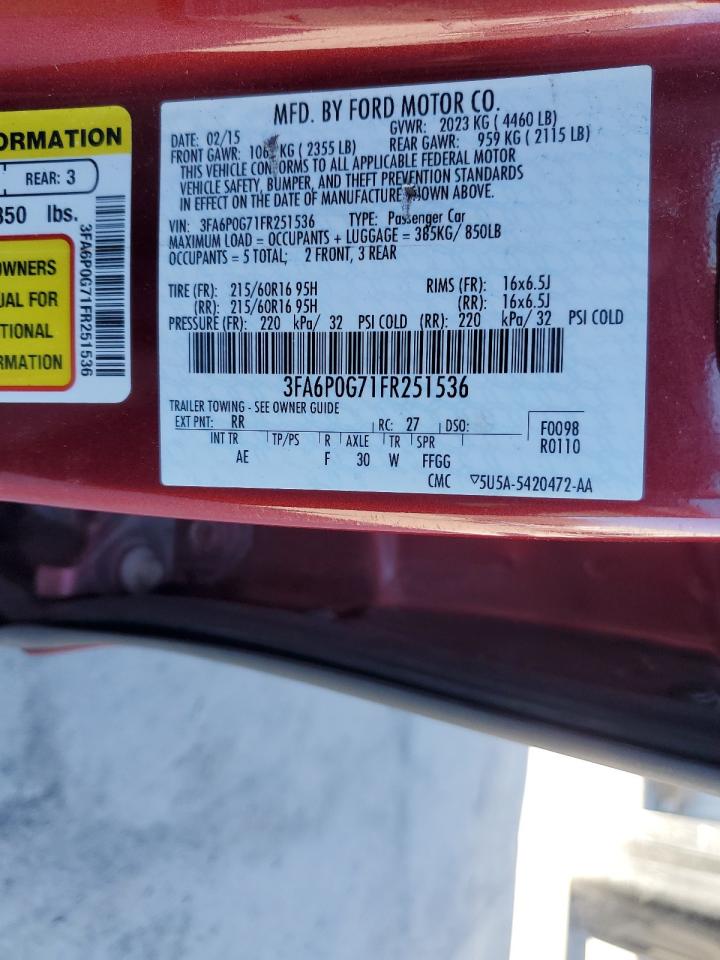 ORMATION
REAR: 3
850 lbs.
OWNERS
UAL FOR
TIONAL
RMATION
3FA6P0G71FR251536
MFD. BY FORD MOTOR CO.
DATE: 02/15 GVWR: 2023 KG ( 4460 LB)
FRONT GAWR: KG ( 2355 LB) REAR GAWR: 959 KG ( 2115 LB)
THIS VEHICLE CONFORMS TO ALL APPLICABLE FEDERAL MOTOR
VEHICLE SAFETY, BUMPER, AND THEFT PREVENTION STANDARDS
IN EFFECT ON THE DATE OF MANUFACTURE SHOWN ABOVE.
VIN: 3FA6P0G71FR251536 TYPE: Passenger Car
MAXIMUM LOAD = OCCUPANTS + LUGGAGE = 385KG/ 850LB
OCCUPANTS = 5 TOTAL; 2 FRONT, 3 REAR
TIRE (FR): 215/60R16 95H RIMS (FR): 16x6.5J
(RR): 215/60R16 95H (RR): 16x6.5J
PRESSURE (FR): 220 kPa/ 32 PSI COLD (RR): 220 kPa/ 32 PSI COLD
3FA6P0G71FR251536
TRAILER TOWING - SEE OWNER GUIDE
EXT PNT: RR RC: 27 DSO: F0098
INT TR TP/PS R AXLE TR SPR R0110
AE F 30 W FFGG
CMC ▽5U5A-5420472-AA